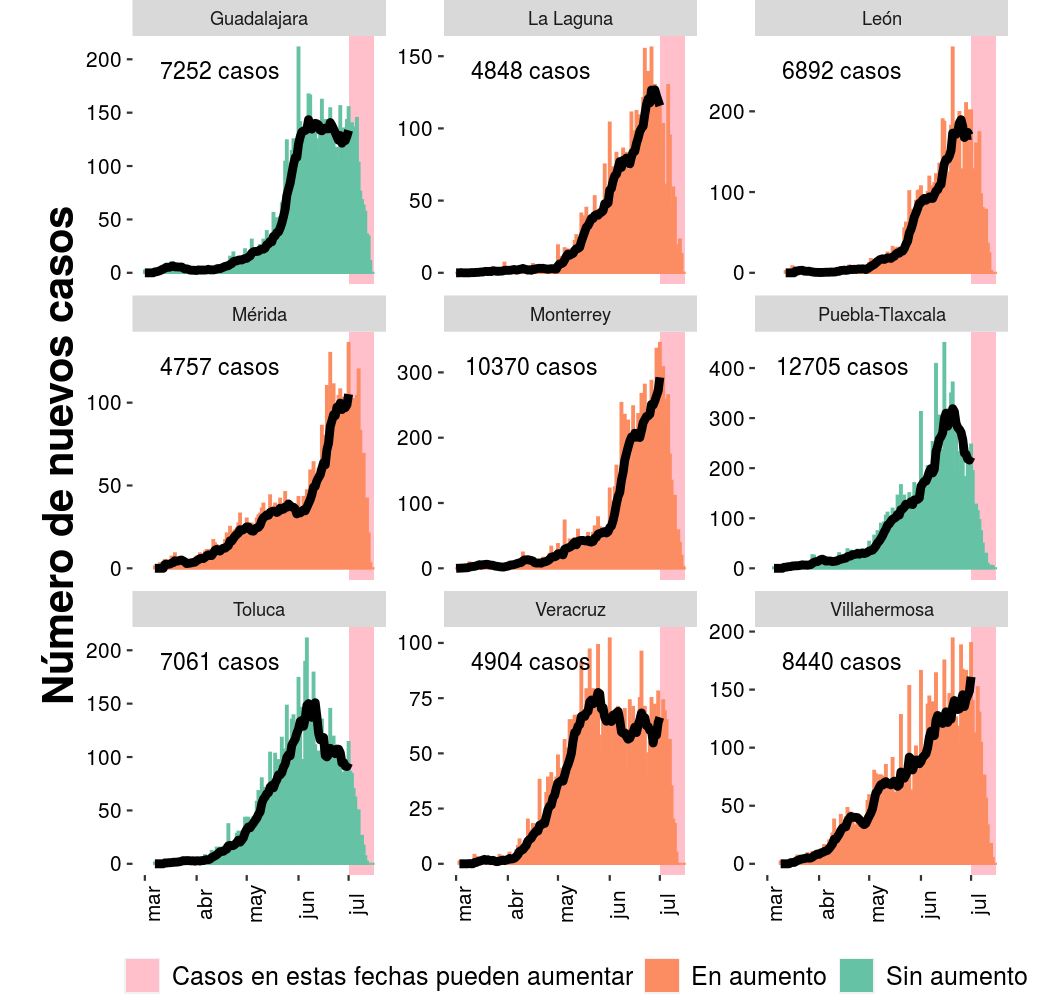 Número de nuevos casos
Guadalajara
La Laguna
León
7252 casos
4848 casos
6892 casos
200
150
100
50
0
150
100
50
0
200
100
0
Mérida
Monterrey
Puebla-Tlaxcala
4757 casos
10370 casos
12705 casos
100
50
0
300
200
100
0
400
300
200
100
0
Toluca
Veracruz
Villahermosa
7061 casos
4904 casos
8440 casos
200
150
100
50
0
100
75
50
25
0
200
150
100
50
0
mar abr may jun jul
mar abr may jun jul
mar abr may jun jul
Casos en estas fechas pueden aumentar En aumento Sin aumento